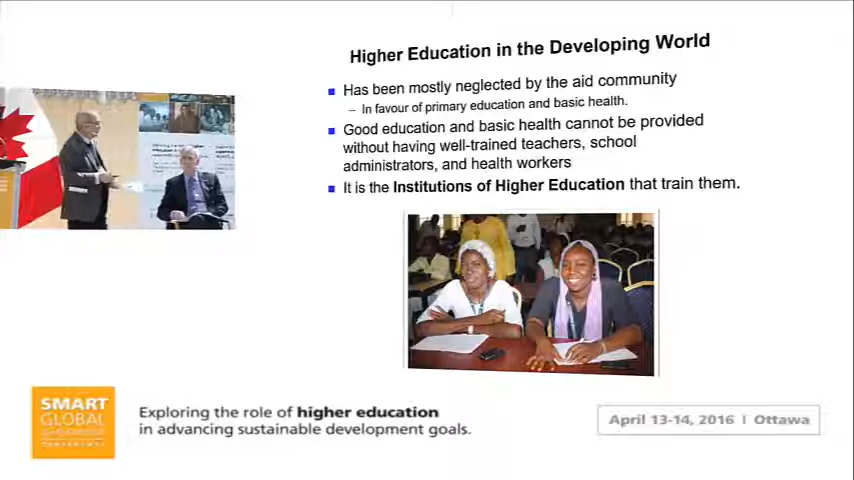 Higher Education in the Developing World
Has been mostly neglected by the aid community
– In favour of primary education and basic health.
Good education and basic health cannot be provided
without having well-trained teachers, school
administrators, and health workers
It is the Institutions of Higher Education that train them.
SMART
GLOBAL
Exploring the role of higher education
in advancing sustainable development goals.
April 13-14, 2016 | Ottawa